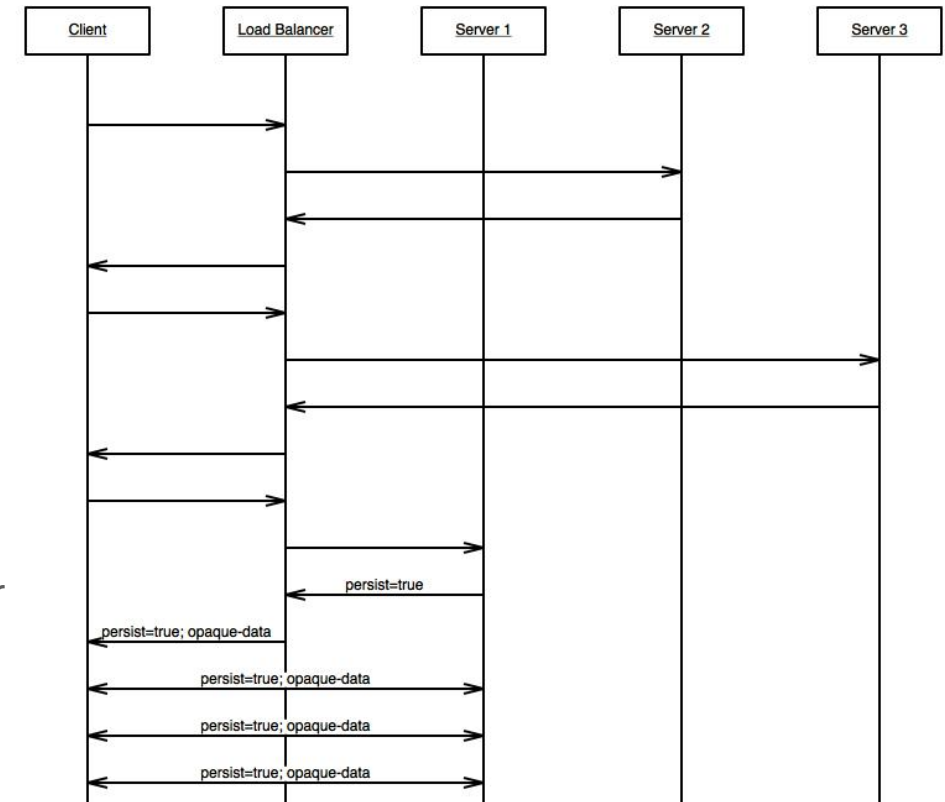 Client
Load Balancer
Server 1
Server 2
Server 3
persist=true
persist=true; opaque-data
persist=true; opaque-data
persist=true; opaque-data
persist=true; opaque-data